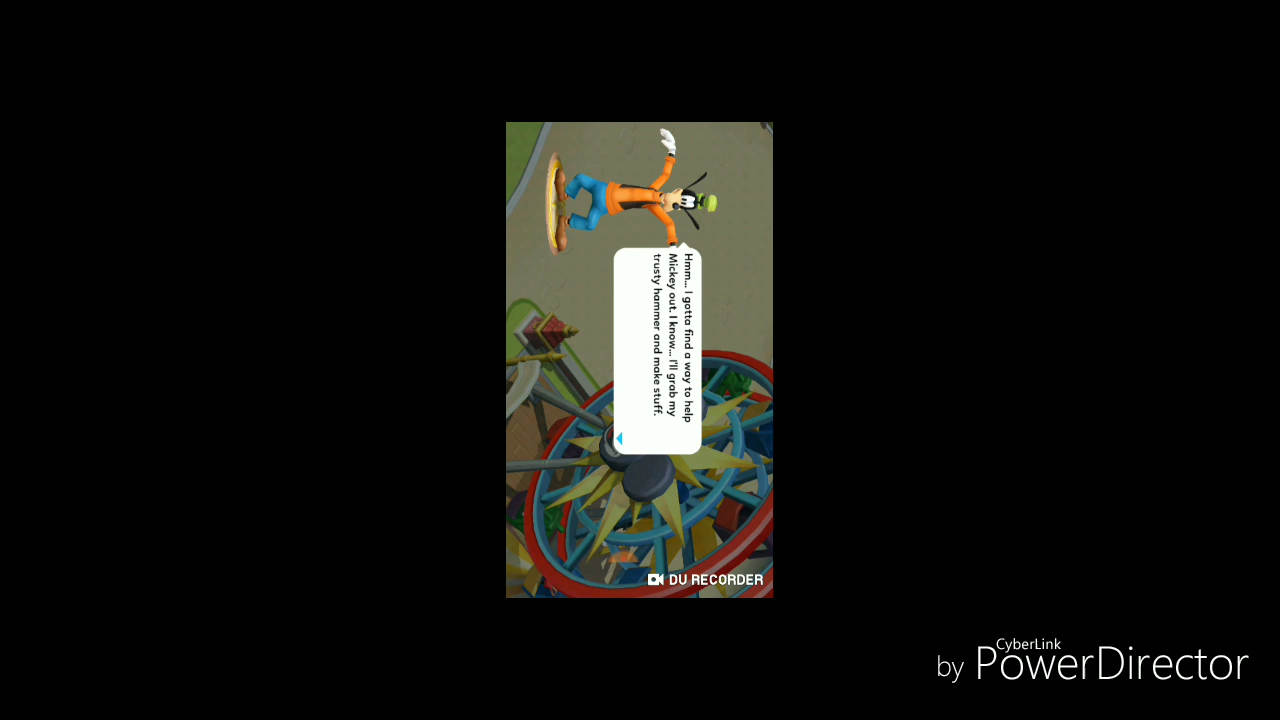 Hmm... I gotta find a way to help
Mickey out. I know... I'll grab my
trusty hammer and make stuff.
DU RECORDER
CyberLink
by PowerDirector